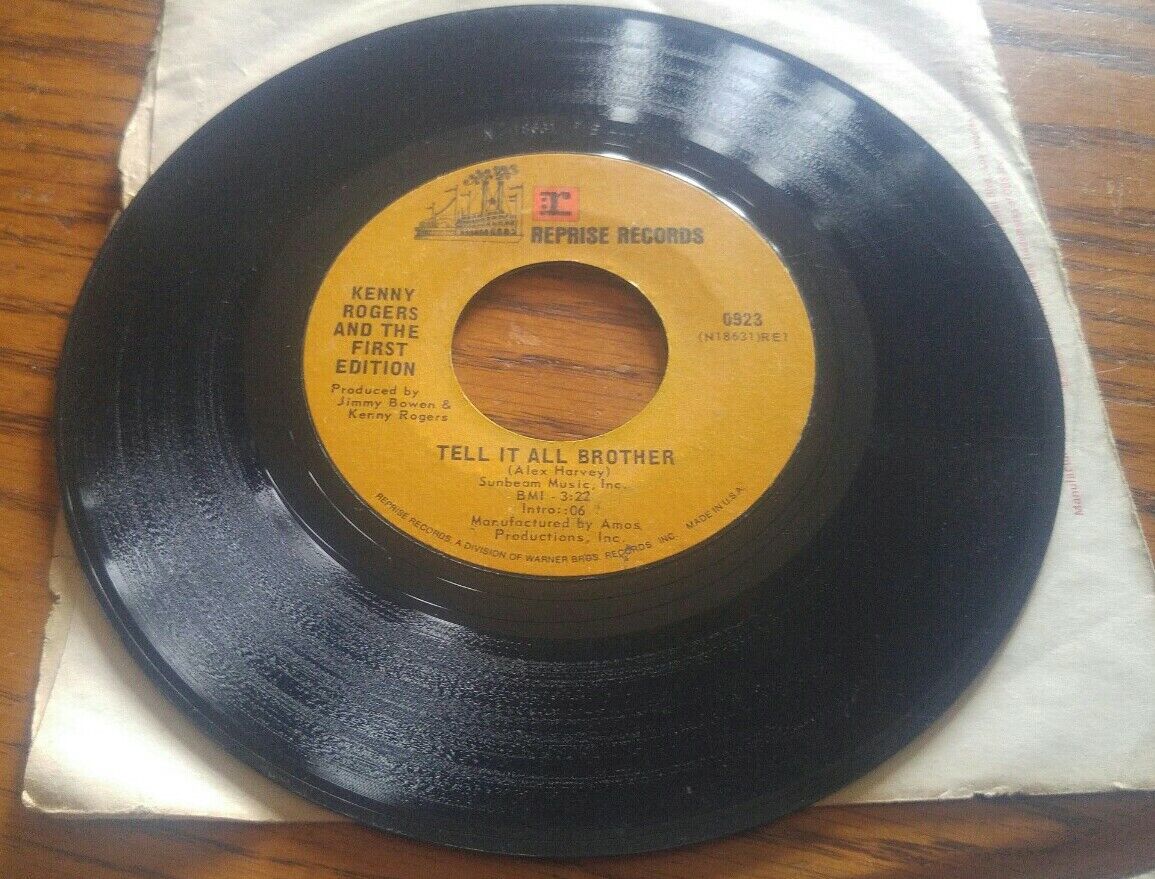 r
REPRISE RECORDS
KENNY
ROGERS
AND THE
FIRST
EDITION
Produced by
Jimmy Bowen &
Kenny Rogers
0923
(N18631)RE1
TELL IT ALL BROTHER
(Alex Harvey)
Sunbeam Music, Inc.
BMI - 3:22
Intro::06
Manufactured by Amos
Productions, Inc.
REPRISE RECORDS, A DIVISION OF WARNER BROS. RECORDS INC. MADE IN U.S.A.